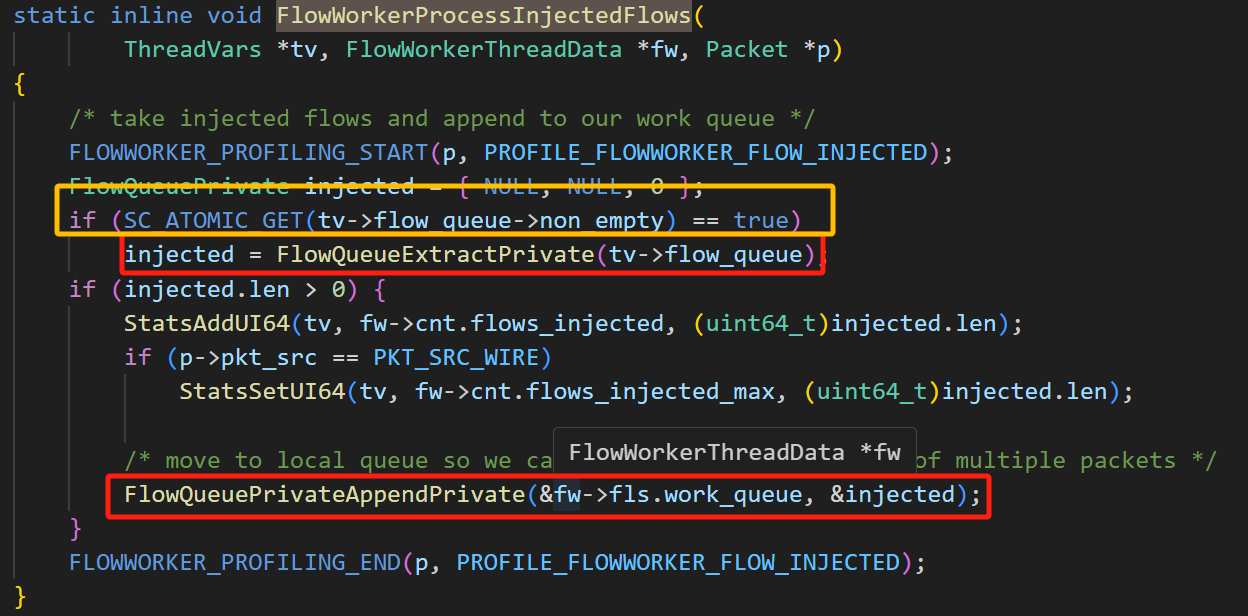 static inline void FlowWorkerProcessInjectedFlows(
ThreadVars *tv, FlowWorkerThreadData *fw, Packet *p)
{
/* take injected flows and append to our work queue */
FLOWWORKER_PROFILING_START(p, PROFILE_FLOWWORKER_FLOW_INJECTED);
FlowQueuePrivate injected = { NULL, NULL, 0 };
if (SC_ATOMIC_GET(tv->flow_queue->non_empty) == true)
injected = FlowQueueExtractPrivate(tv->flow_queue);
if (injected.len > 0) {
StatsAddUI64(tv, fw->cnt.flows_injected, (uint64_t)injected.len);
if (p->pkt_src == PKT_SRC_WIRE)
StatsSetUI64(tv, fw->cnt.flows_injected_max, (uint64_t)injected.len);
FlowWorkerThreadData *fw
/* move to local queue so we ca of multiple packets */
FlowQueuePrivateAppendPrivate(&fw->fls.work_queue, &injected);
}
FLOWWORKER_PROFILING_END(p, PROFILE_FLOWWORKER_FLOW_INJECTED);
}